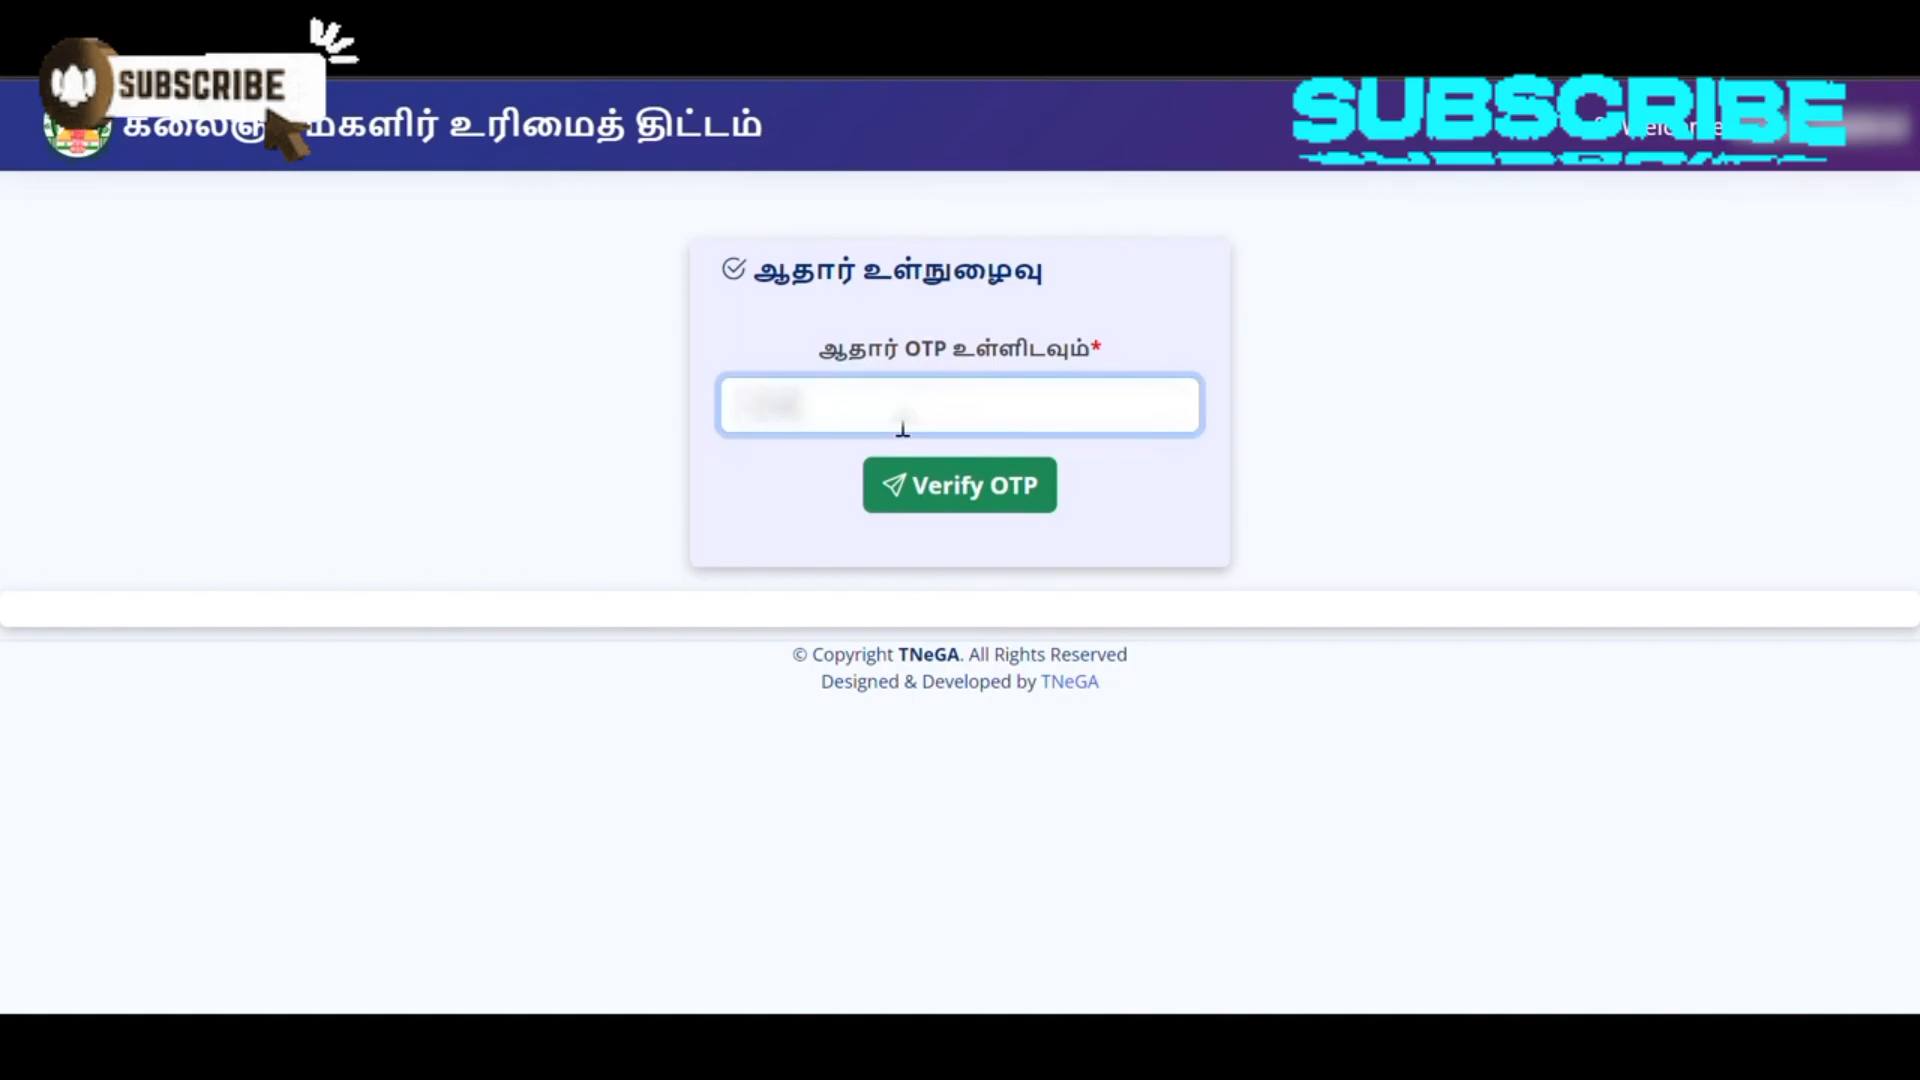 SUBSCRIBE
மகளிர் உரிமைத் திட்டம்
SUBSCRIBE
ஆதார் உள்நுழைவு
ஆதார் OTP உள்ளிடவும்*
Verify OTP
© Copyright TNeGA. All Rights Reserved
Designed & Developed by TNeGA